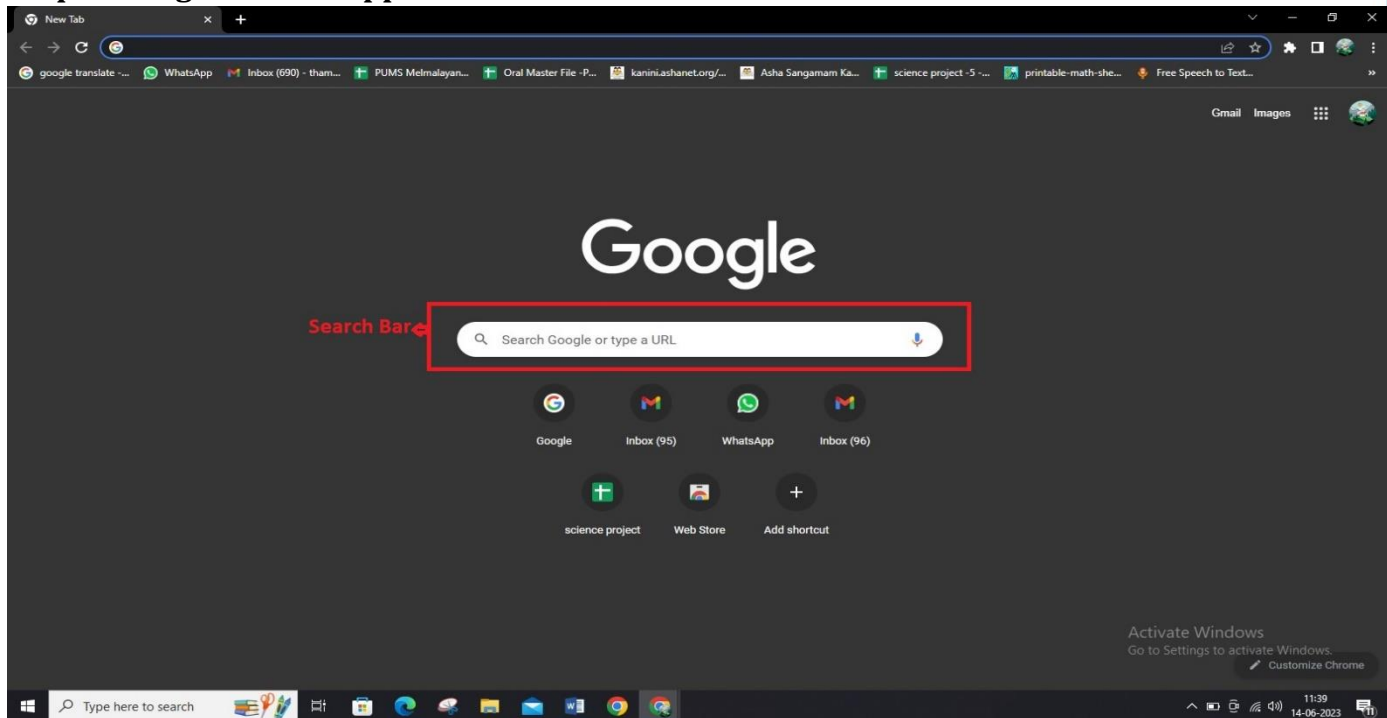 New Tab
google translate -...
WhatsApp
Inbox (690) - tham...
PUMS Melmalayan...
Oral Master File -P...
kanini.ashanet.org/...
Asha Sangamam Ka...
science project -5 -...
printable-math-she...
Free Speech to Text...
Gmail Images
Google
Search Bar
Search Google or type a URL
Google
Inbox (95)
WhatsApp
Inbox (96)
science project
Web Store
Add shortcut
Activate Windows
Go to Settings to activate Windows.
Customize Chrome
Type here to search
11:39
14-06-2023